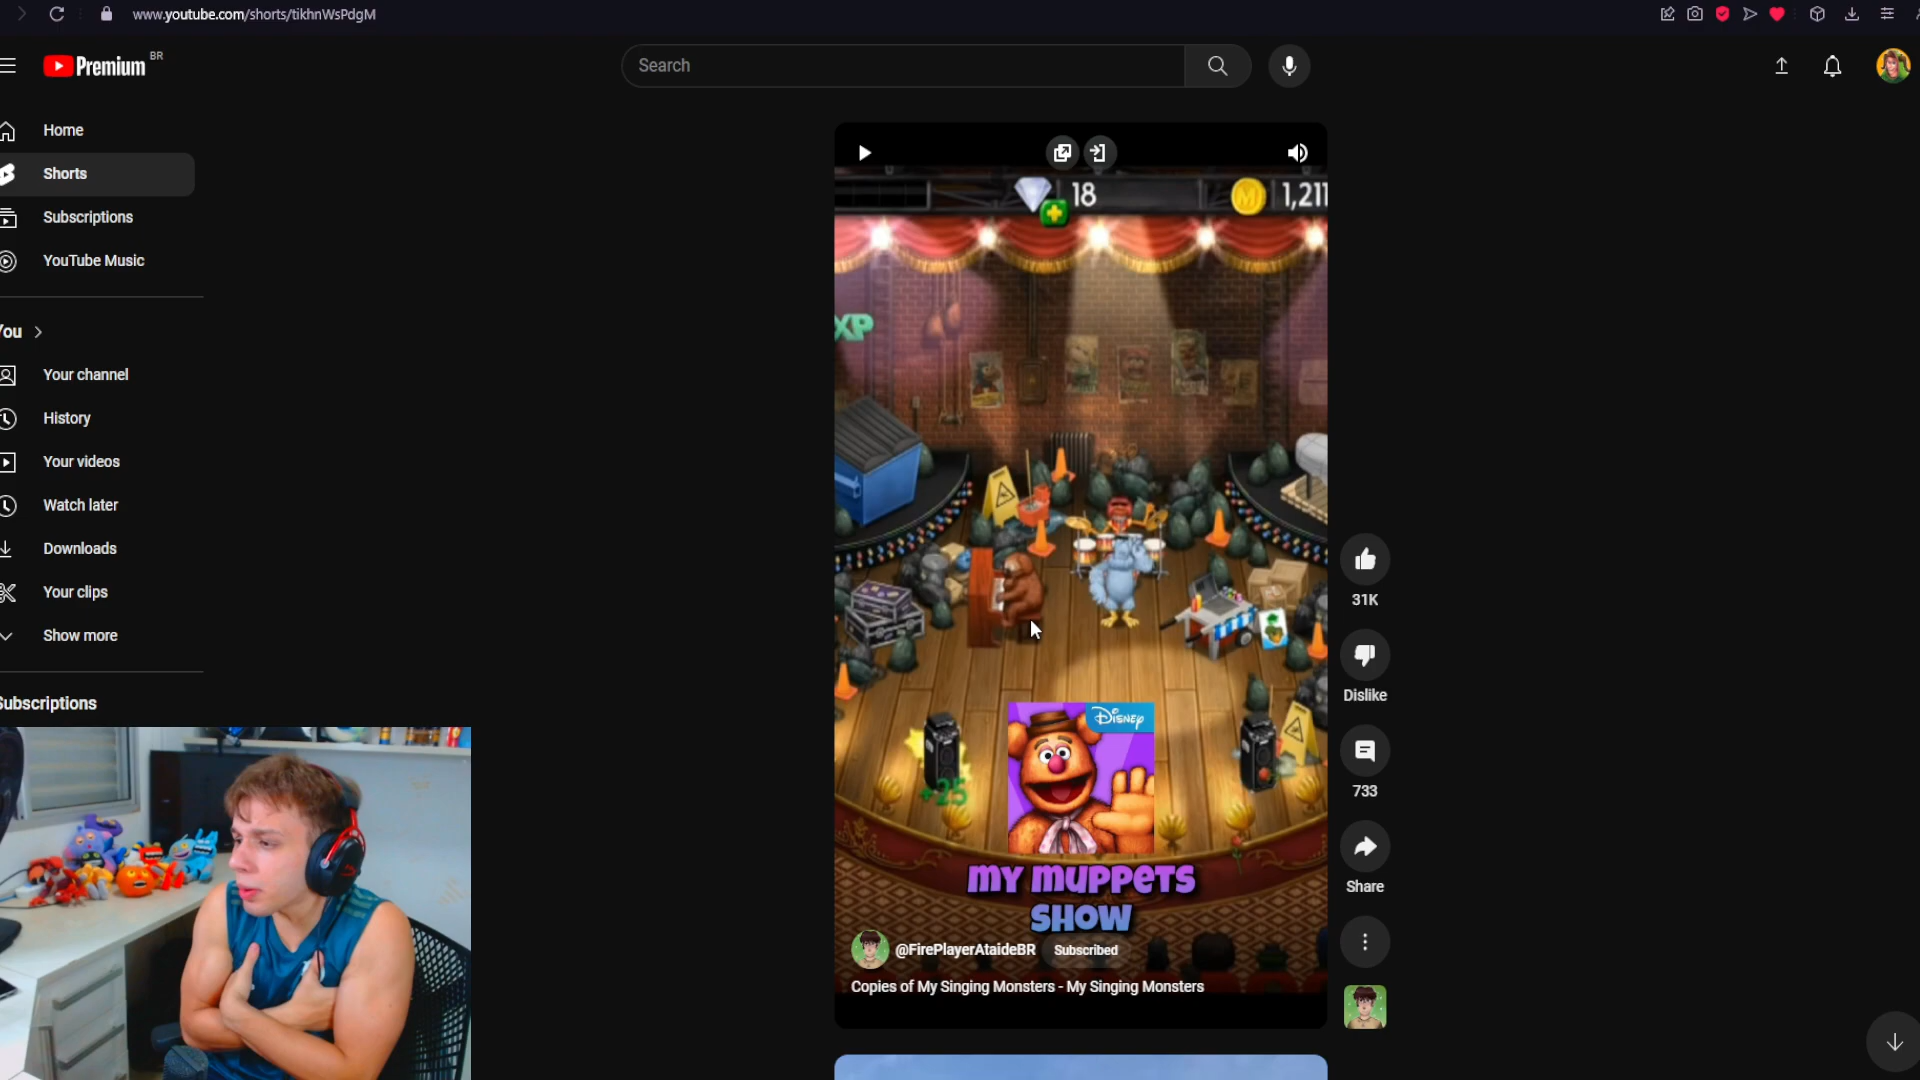 www.youtube.com/shorts/tikhnWsPdgM
Premium BR
Search
Home
Shorts
Subscriptions
YouTube Music
You
Your channel
History
Your videos
Watch later
Downloads
Your clips
Show more
Subscriptions
18
1,211
XP
+25
DISNEY
MY MUPPETS
SHOW
@FirePlayerAtaideBR Subscribed
Copies of My Singing Monsters - My Singing Monsters
31K
Dislike
733
Share